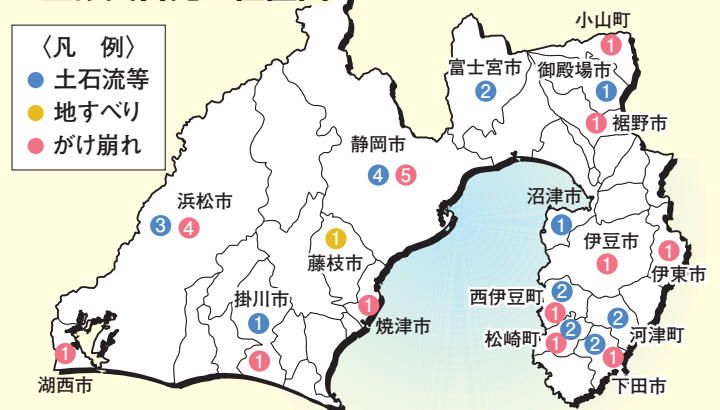 〈凡　例〉
土石流等
地すべり
がけ崩れ
小山町
1
富士宮市
2
御殿場市
1
1 裾野市
静岡市
4 5
浜松市
3 4
沼津市
1
伊豆市
1
1
伊東市
1
藤枝市
西伊豆町 2
1
掛川市
1
1
焼津市
松崎町 1
2
2
2
河津町
1
下田市
1
1
湖西市